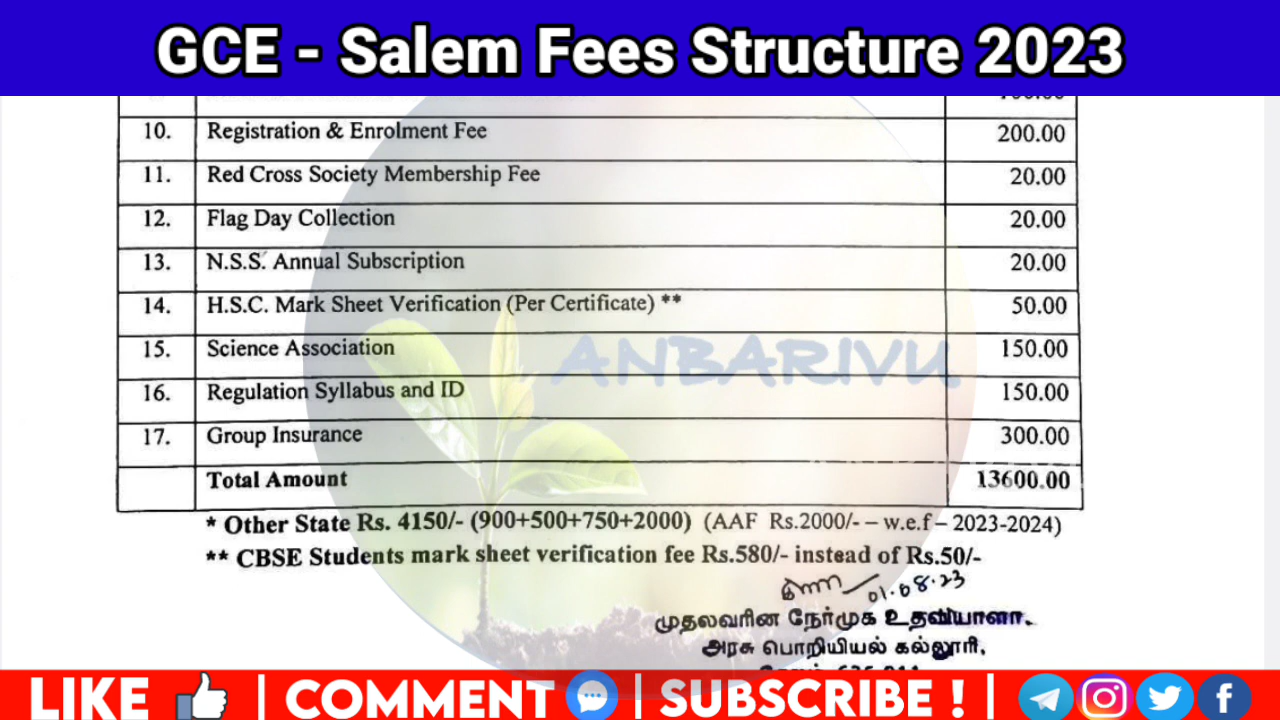 GCE - Salem Fees Structure 2023
10. Registration & Enrolment Fee 200.00
11. Red Cross Society Membership Fee 20.00
12. Flag Day Collection 20.00
13. N.S.S. Annual Subscription 20.00
14. H.S.C. Mark Sheet Verification (Per Certificate) ** 50.00
15. Science Association 150.00
16. Regulation Syllabus and ID 150.00
17. Group Insurance 300.00
Total Amount 13600.00
ANBARIVU
* Other State Rs. 4150/- (900+500+750+2000) (AAF Rs.2000/- – w.e.f – 2023-2024)
** CBSE Students mark sheet verification fee Rs.580/- instead of Rs.50/-
01.08.23
முதலவரின நேர்முக உதவியாளா.
அரசு பொறியியல் கல்லூரி,
LIKE | COMMENT | SUBSCRIBE ! |